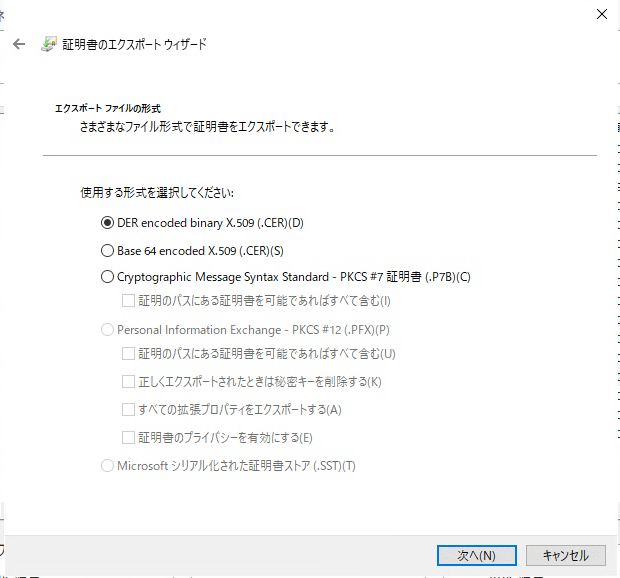 証明書のエクスポート ウィザード
エクスポート ファイルの形式
さまざまなファイル形式で証明書をエクスポートできます。
使用する形式を選択してください:
DER encoded binary X.509 (.CER)(D)
Base 64 encoded X.509 (.CER)(S)
Cryptographic Message Syntax Standard - PKCS #7 証明書 (.P7B)(C)
証明のパスにある証明書を可能であればすべて含む(I)
Personal Information Exchange - PKCS #12 (.PFX)(P)
証明のパスにある証明書を可能であればすべて含む(U)
正しくエクスポートされたときは秘密キーを削除する(K)
すべての拡張プロパティをエクスポートする(A)
証明書のプライバシーを有効にする(E)
Microsoft シリアル化された証明書ストア (.SST)(T)
次へ(N)
キャンセル